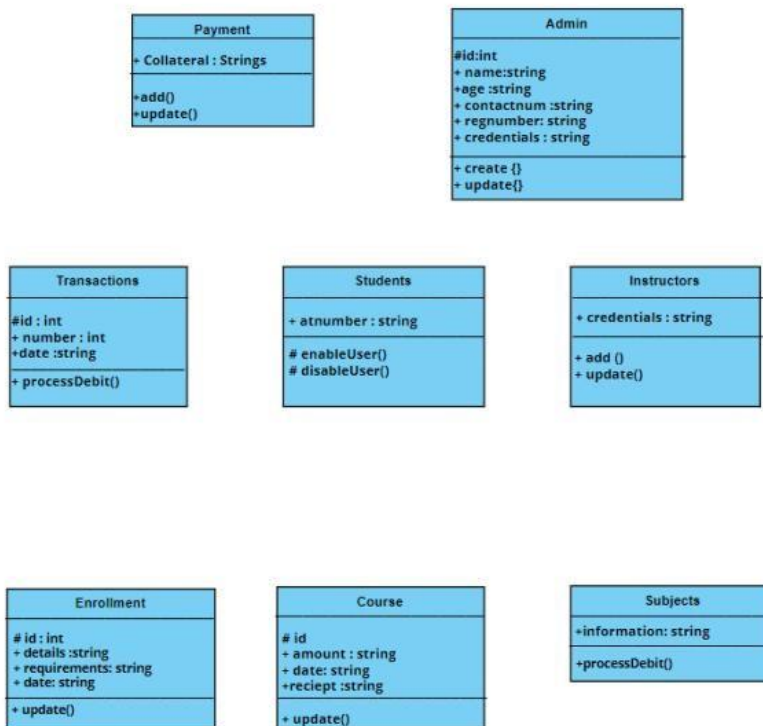 Payment
+ Collateral : Strings
+add()
+update()
Admin
#id:int
+ name:string
+age :string
+ contactnum :string
+ regnumber: string
+ credentials : string
+ create {}
+ update{}
Transactions
#id : int
+ number : int
+date :string
+ processDebit()
Students
+ atnumber : string
# enableUser()
# disableUser()
Instructors
+ credentials : string
+ add ()
+ update()
Enrollment
# id : int
+ details :string
+ requirements: string
+ date: string
+ update()
Course
# id
+ amount : string
+ date: string
+reciept :string
+ update()
Subjects
+information: string
+processDebit()